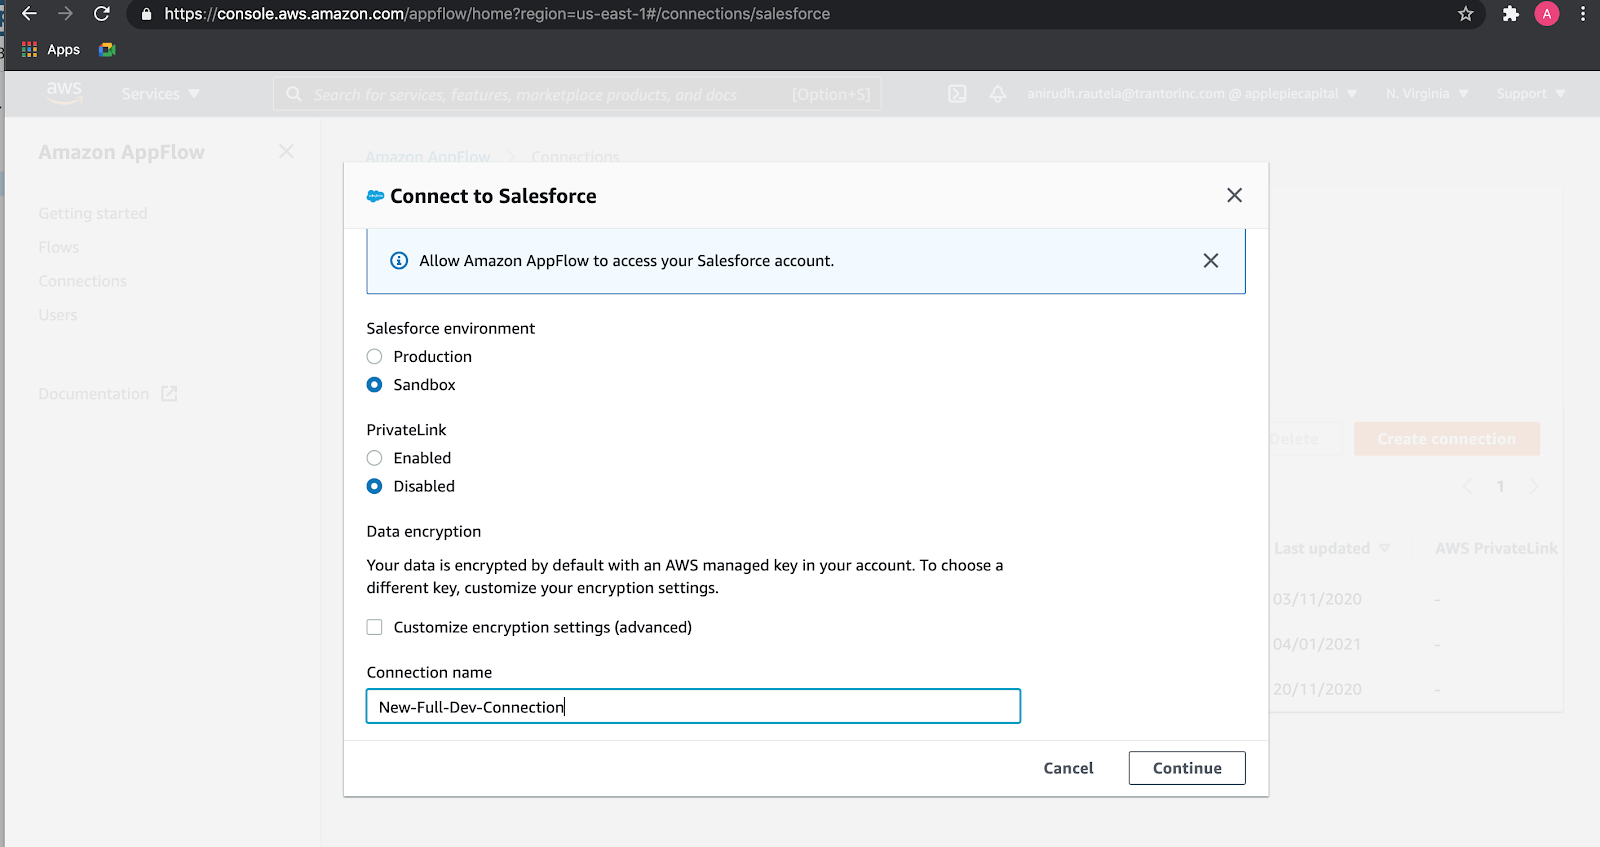 https://console.aws.amazon.com/appflow/home?region=us-east-1#/connections/salesforce
A
Apps
aws
Services
Search for services, features, marketplace products, and docs
[Option+S]
anirudh.rautela@trantorinc.com @ applepiecapital
N. Virginia
Support
Amazon AppFlow
Getting started
Flows
Connections
Users
Documentation
Amazon AppFlow
Connections
Connect to Salesforce
Allow Amazon AppFlow to access your Salesforce account.
Salesforce environment
Production
Sandbox
PrivateLink
Enabled
Disabled
Data encryption
Your data is encrypted by default with an AWS managed key in your account. To choose a
different key, customize your encryption settings.
Customize encryption settings (advanced)
Connection name
New-Full-Dev-Connection
Cancel
Continue
Delete
Create connection
1
Last updated
AWS PrivateLink
03/11/2020
-
04/01/2021
-
20/11/2020
-